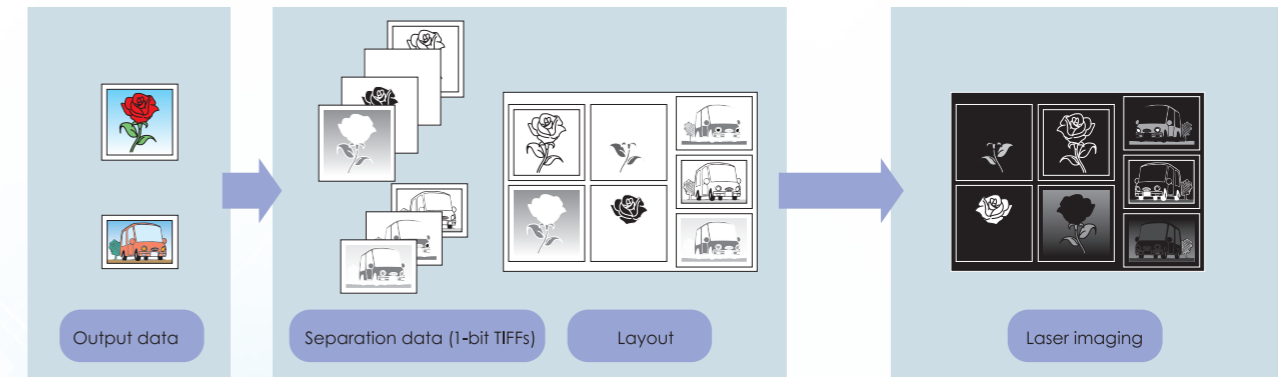 Output data
Separation data (1-bit TIFFs)
Layout
Laser imaging